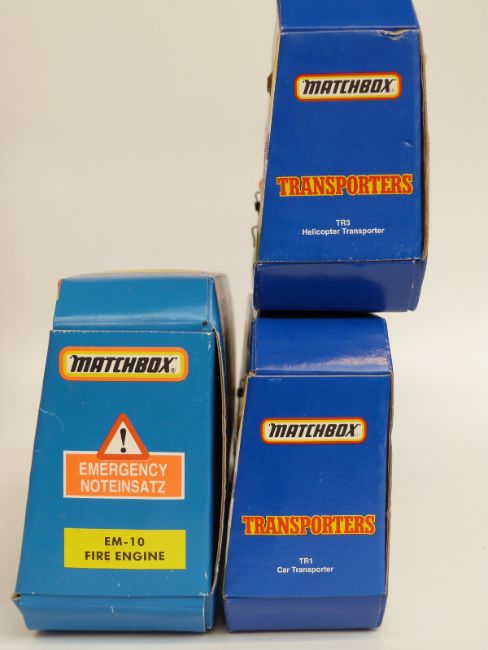 MATCHBOX®
TRANSPORTERS
TR3
Helicopter Transporter
MATCHBOX®
EMERGENCY
NOTEINSATZ
EM-10
FIRE ENGINE
MATCHBOX®
TRANSPORTERS
TR1
Car Transporter